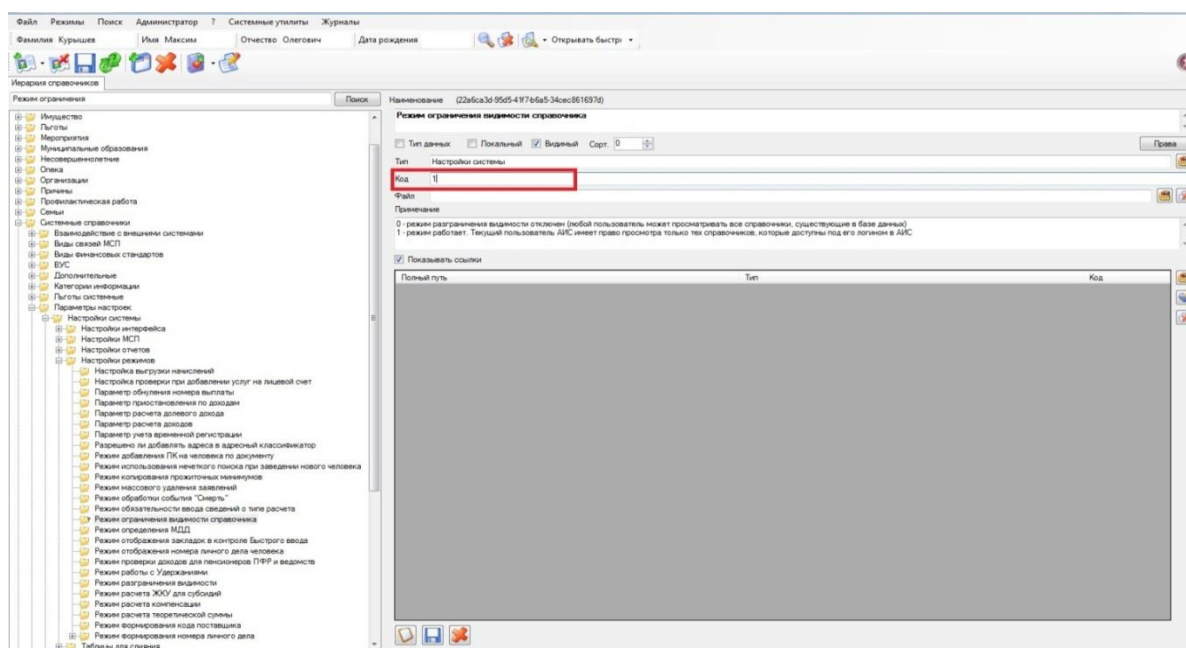 Файл Режимы Поиск Администратор ? Системные утилиты Журналы
Фамилия Курышев Имя Максим Отчество Олегович Дата рождения Открывать быстр
Иерархия справочников
Режим ограничения Поиск
Имущество
Льготы
Мероприятия
Муниципальные образования
Несовершеннолетние
Опека
Организации
Причины
Профилактическая работа
Семьи
Системные справочники
Взаимодействие с внешними системами
Виды связей МСП
Виды финансовых стандартов
ВУС
Дополнительные
Категории информации
Льготы системные
Параметры настроек
Настройки системы
Настройки интерфейса
Настройки МСП
Настройки отчетов
Настройки режимов
Настройка выгрузки начислений
Настройка проверки при добавлении услуг на лицевой счет
Параметр обнуления номера выплаты
Параметр приостановления по доходам
Параметр расчета долевого дохода
Параметр расчета доходов
Параметр учета временной регистрации
Разрешено ли добавлять адреса в адресный классификатор
Режим добавления ПК на человека по документу
Режим использования нечеткого поиска при заведении нового человека
Режим копирования прожиточных минимумов
Режим массового удаления заявлений
Режим обработки события "Смерть"
Режим обязательности ввода сведений о типе расчета
Режим ограничения видимости справочника
Режим определения МДД
Режим отображения закладок в контроле Быстрого ввода
Режим отображения номера личного дела человека
Режим проверки доходов для пенсионеров ПФР и ведомств
Режим работы с Удержаниями
Режим разграничения видимости
Режим расчета ЖКУ для субсидий
Режим расчета компенсации
Режим расчета теоретической суммы
Режим формирования кода поставщика
Режим формирования номера личного дела
Таблицы для слияния
Наименование (22a6ca3d-95d5-41f7-b6a5-34cec861697d)
Режим ограничения видимости справочника
Тип данных Локальный Видимый Сорт. 0 Права
Тип Настройки системы
Код 1
Файл
Примечание
0 - режим разграничения видимости отключен (любой пользователь может просматривать все справочники, существующие в базе данных)
1 - режим работает. Текущий пользователь АИС имеет право просмотра только тех справочников, которые доступны под его логином в АИС
Показывать ссылки
Полный путь Тип Код